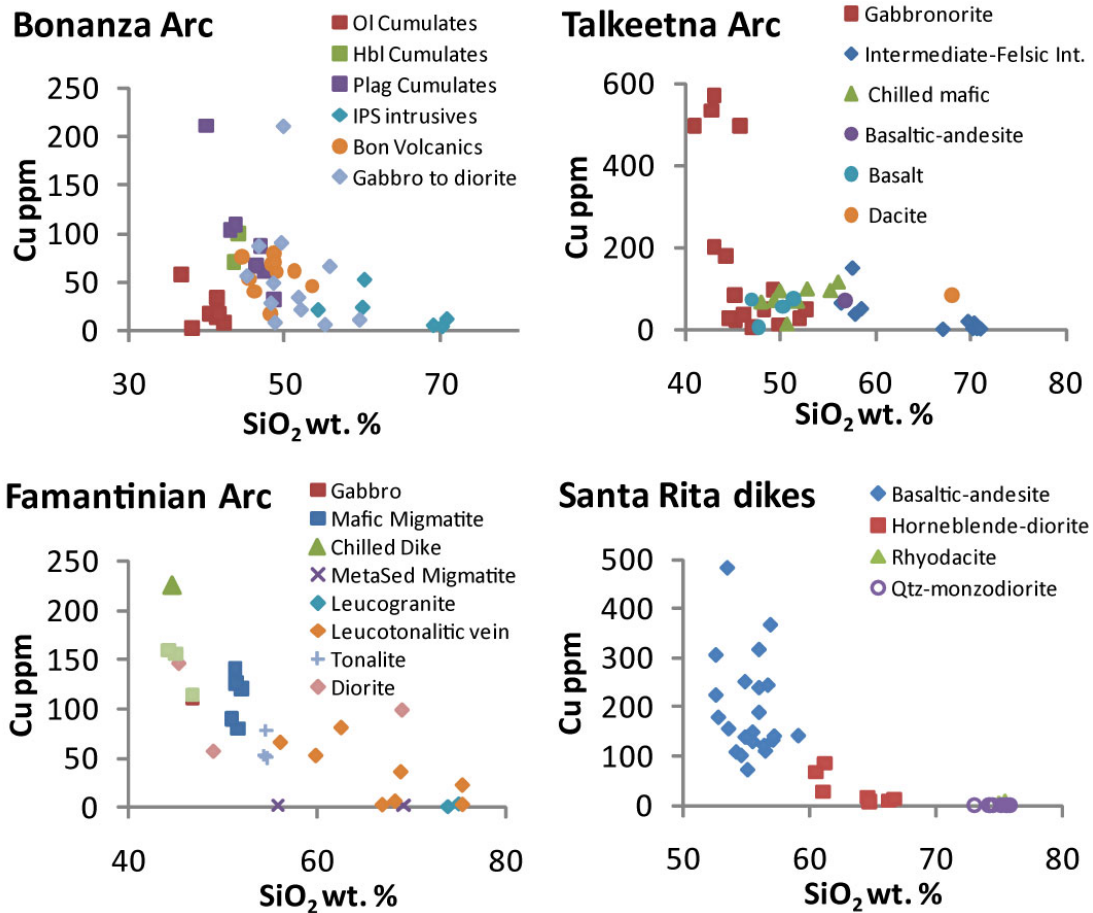 Bonanza Arc
Ol Cumulates
Hbl Cumulates
Plag Cumulates
IPS intrusives
Bon Volcanics
Gabbro to diorite
250
200
150
100
50
0
Cu ppm
30 50 70
SiO₂ wt. %
Talkeetna Arc
Gabbronorite
Intermediate-Felsic Int.
Chilled mafic
Basaltic-andesite
Basalt
Dacite
600
400
200
0
Cu ppm
40 50 60 70 80
SiO₂ wt. %
Famantinian Arc
Gabbro
Mafic Migmatite
Chilled Dike
MetaSed Migmatite
Leucogranite
Leucotonalitic vein
Tonalite
Diorite
250
200
150
100
50
0
Cu ppm
40 60 80
SiO₂ wt. %
Santa Rita dikes
Basaltic-andesite
Horneblende-diorite
Rhyodacite
Qtz-monzodiorite
500
400
300
200
100
0
Cu ppm
50 60 70 80
SiO₂ wt. %